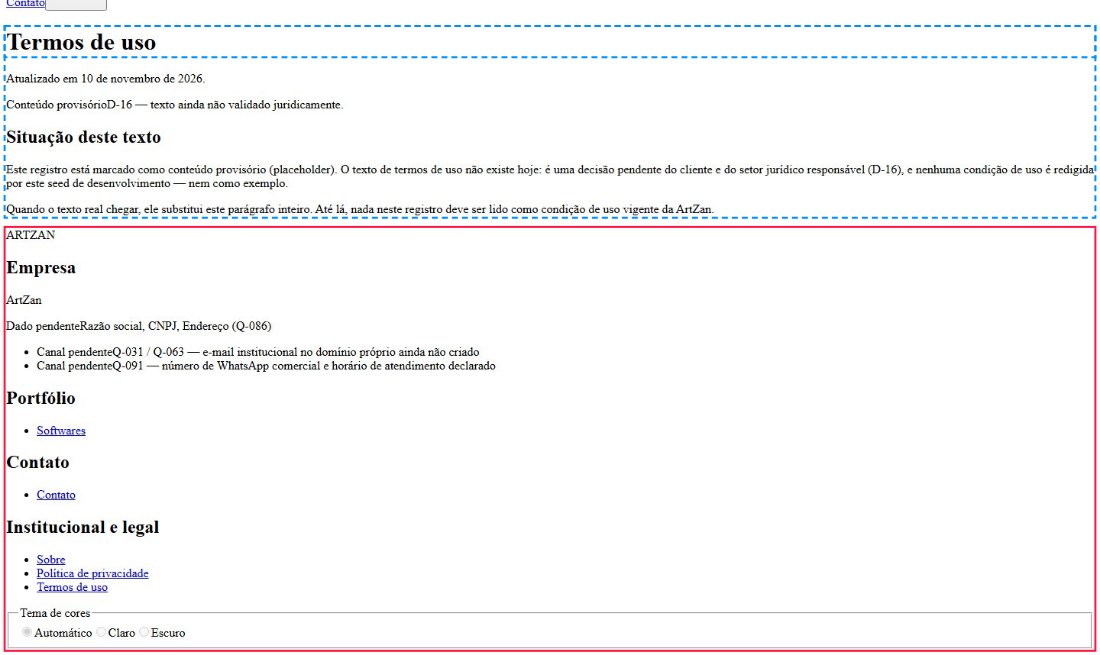 Contato
Termos de uso
Atualizado em 10 de novembro de 2026.
Conteúdo provisórioD-16 — texto ainda não validado juridicamente.
Situação deste texto
Este registro está marcado como conteúdo provisório (placeholder). O texto de termos de uso não existe hoje: é uma decisão pendente do cliente e do setor jurídico responsável (D-16), e nenhuma condição de uso é redigida
por este seed de desenvolvimento — nem como exemplo.
Quando o texto real chegar, ele substitui este parágrafo inteiro. Até lá, nada neste registro deve ser lido como condição de uso vigente da ArtZan.
ARTZAN
Empresa
ArtZan
Dado pendenteRazão social, CNPJ, Endereço (Q-086)
Canal pendenteQ-031 / Q-063 — e-mail institucional no domínio próprio ainda não criado
Canal pendenteQ-091 — número de WhatsApp comercial e horário de atendimento declarado
Portfólio
Softwares
Contato
Contato
Institucional e legal
Sobre
Política de privacidade
Termos de uso
Tema de cores
Automático Claro Escuro